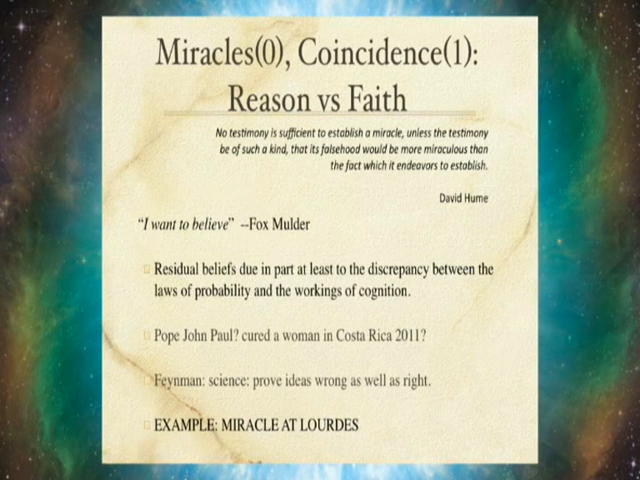 Miracles(0), Coincidence(1):
Reason vs Faith
No testimony is sufficient to establish a miracle, unless the testimony
be of such a kind, that its falsehood would be more miraculous than
the fact which it endeavors to establish.
David Hume
“I want to believe” --Fox Mulder
Residual beliefs due in part at least to the discrepancy between the
laws of probability and the workings of cognition.
Pope John Paul? cured a woman in Costa Rica 2011?
Feynman: science: prove ideas wrong as well as right.
EXAMPLE: MIRACLE AT LOURDES